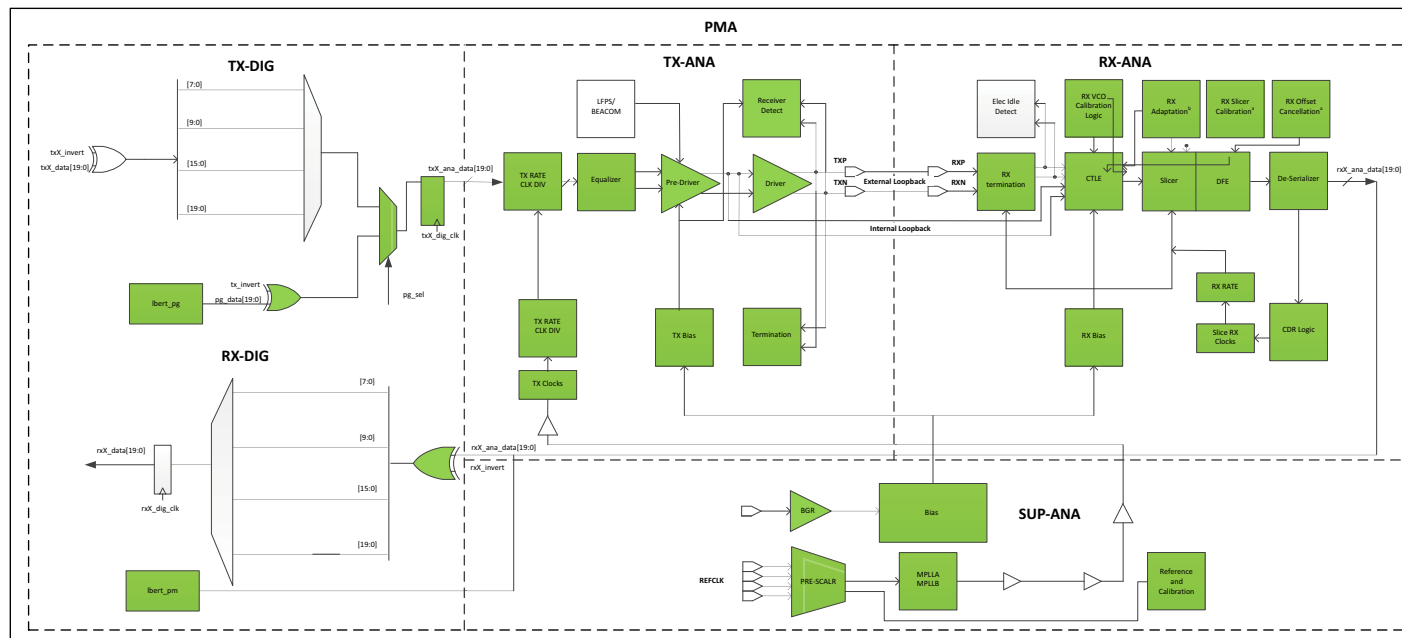 PMA
TX-DIG
TX-ANA
RX-ANA
[7:0]
[9:0]
[15:0]
[19:0]
txX_invert
txX_data[19:0]
txX_ana_data[19:0]
txX_dig_clk
tx_invert
pg_data[19:0]
pg_sel
lbert_pg
LFPS/
BEACOM
Receiver
Detect
TX RATE
CLK DIV
Equalizer
Pre-Driver
Driver
TXP
TXN
External Loopback
Internal Loopback
TX RATE
CLK DIV
TX Clocks
TX Bias
Termination
RXP
RXN
Elec Idle
Detect
RX VCO
Calibration
Logic
RX
Adaptationᵇ
RX Slicer
Calibrationᵃ
RX Offset
Cancellationᵃ
RX
termination
CTLE
Slicer
DFE
De-Serializer
rxX_ana_data[19:0]
RX RATE
Slice RX
Clocks
CDR Logic
RX Bias
RX-DIG
[7:0]
[9:0]
[15:0]
[19:0]
rxX_data[19:0]
rxX_dig_clk
rxX_ana_data[19:0]
rxX_invert
lbert_pm
SUP-ANA
BGR
Bias
REFCLK
PRE-SCALR
MPLLA
MPLLB
Reference
and
Calibration